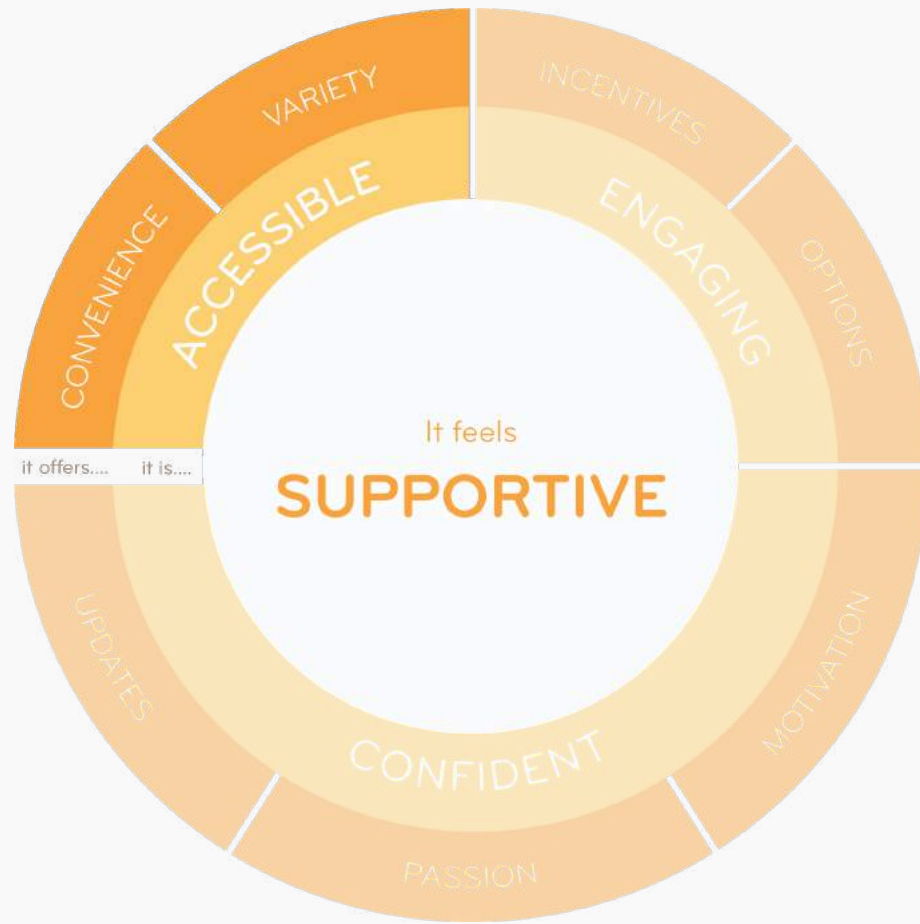 VARIETY
INCENTIVES
CONVENIENCE
ACCESSIBLE
ENGAGING
OPTIONS
It feels
SUPPORTIVE
it offers....
it is....
UPDATES
CONFIDENT
MOTIVATION
PASSION